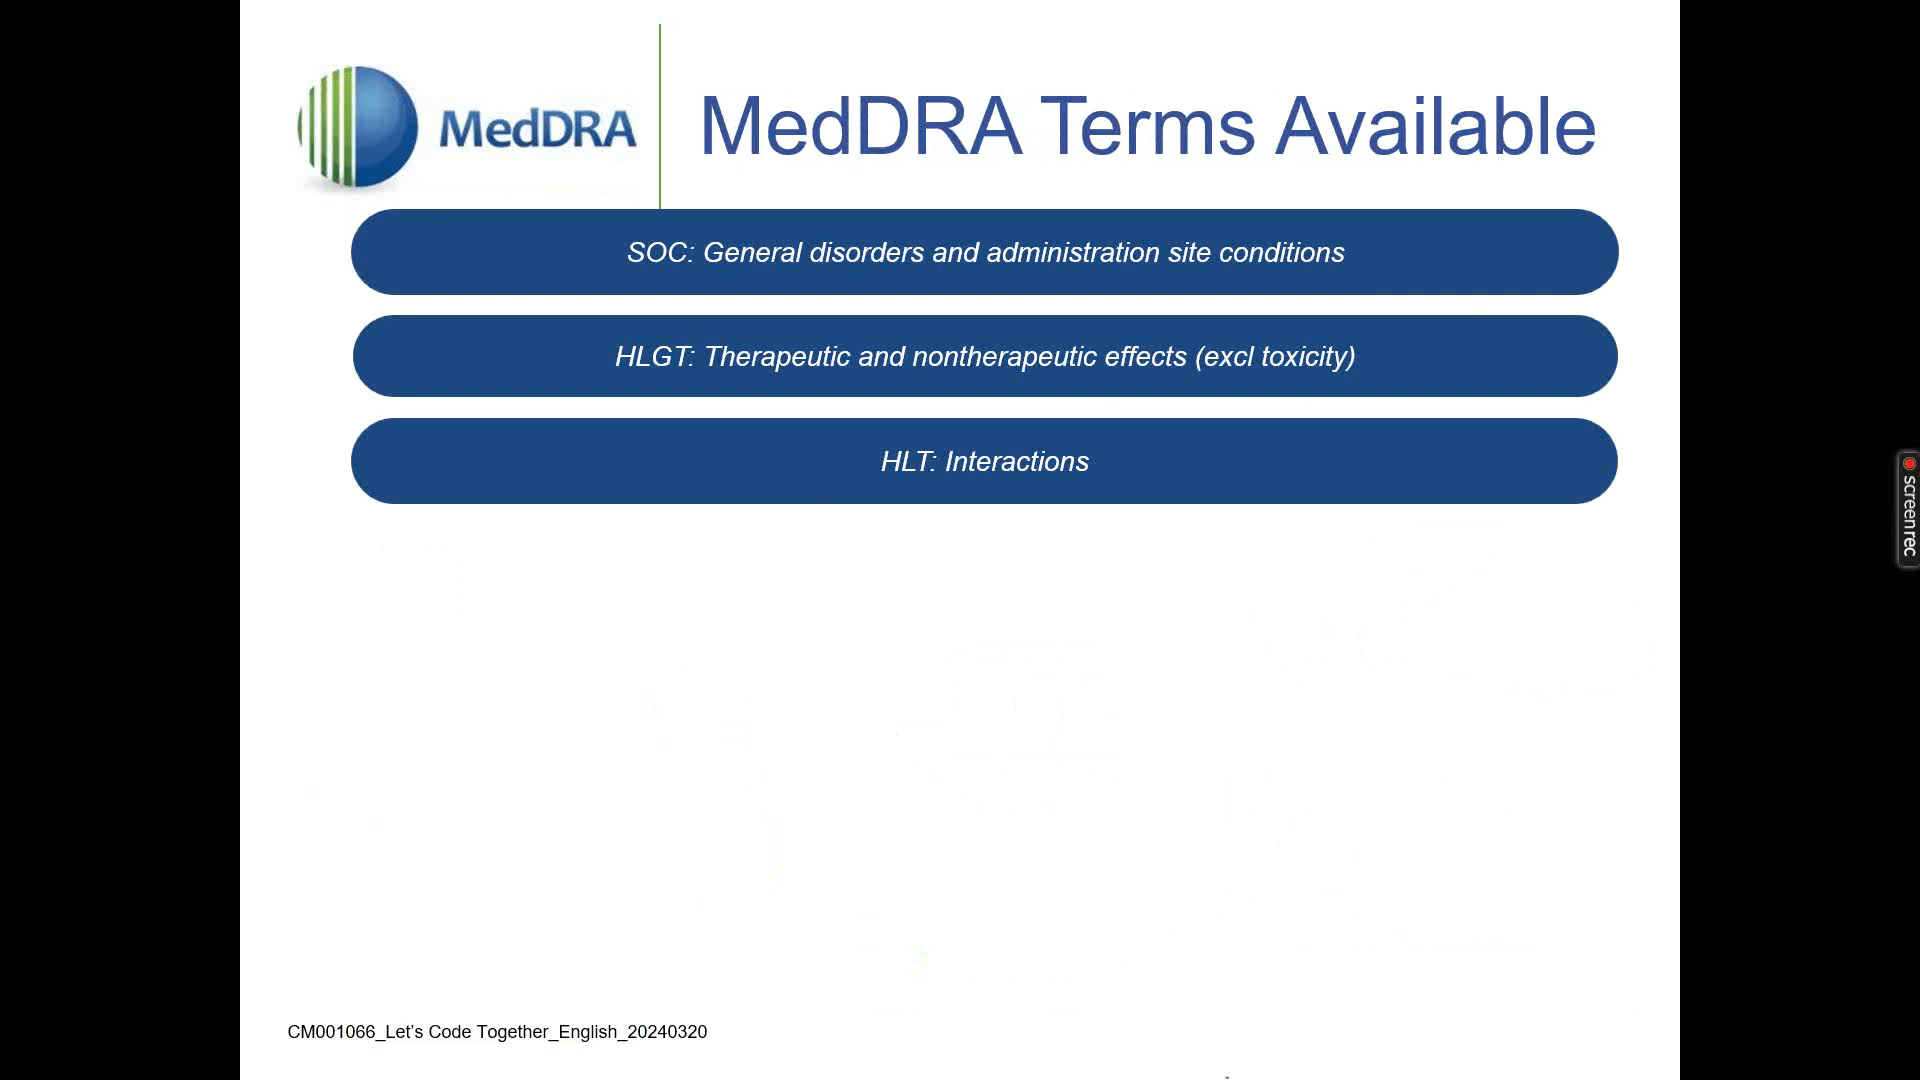 MedDRA
MedDRA Terms Available
SOC: General disorders and administration site conditions
HLGT: Therapeutic and nontherapeutic effects (excl toxicity)
HLT: Interactions
screenrec
CM001066_Let’s Code Together_English_20240320